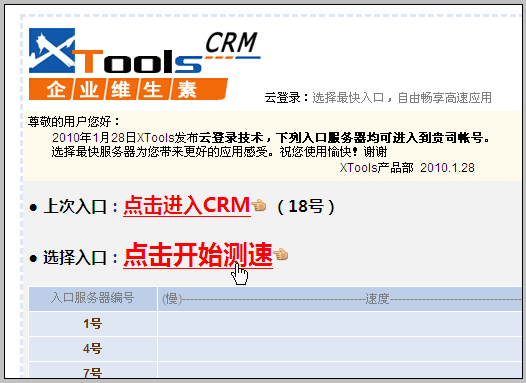 XTools CRM
企业维生素
云登录：选择最快入口，自由畅享高速应用
尊敬的用户您好：
2010年1月28日XTools发布云登录技术，下列入口服务器均可进入到贵司帐号。
选择最快服务器为您带来更好的应用感受。祝您使用愉快！谢谢
XTools产品部 2010.1.28
● 上次入口：点击进入CRM（18号）
● 选择入口：点击开始测速
入口服务器编号 (慢)————————速度————————
1号
4号
7号